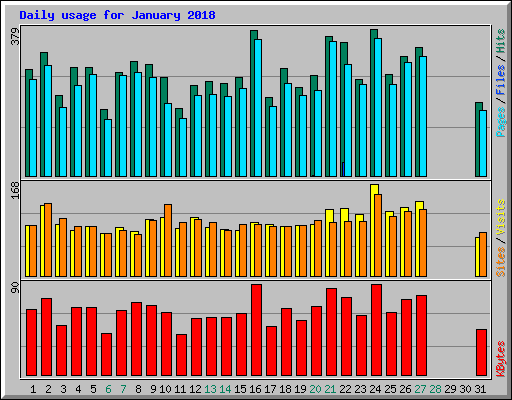 Daily usage for January 2018
379
Pages/Files/Hits
168
Sites/Visits
90
KBytes
1 2 3 4 5 6 7 8 9 10 11 12 13 14 15 16 17 18 19 20 21 22 23 24 25 26 27 28 29 30 31